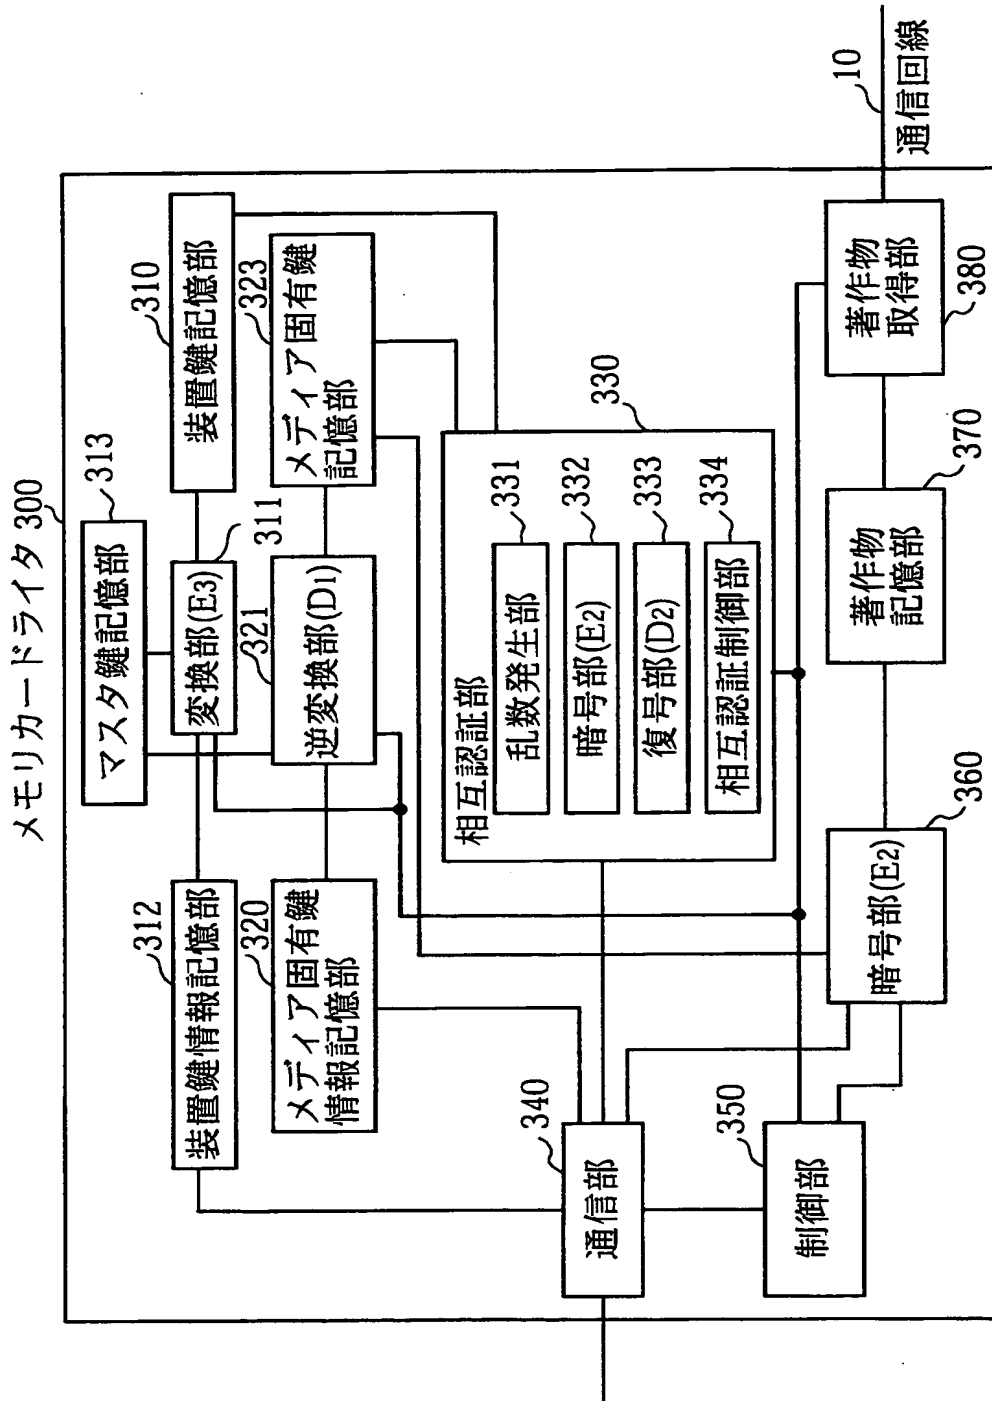 メモリカードドライタ 300
マスタ鍵記憶部
313
装置鍵情報記憶部
312
変換部(E3)
311
装置鍵記憶部
310
メディア固有鍵
情報記憶部
320
逆変換部(D1)
321
メディア固有鍵
記憶部
323
相互認証部
330
乱数発生部
331
暗号部(E2)
332
復号部(D2)
333
相互認証制御部
334
通信部
340
制御部
350
暗号部(E2)
360
著作物
記憶部
370
著作物
取得部
380
10
通信回線